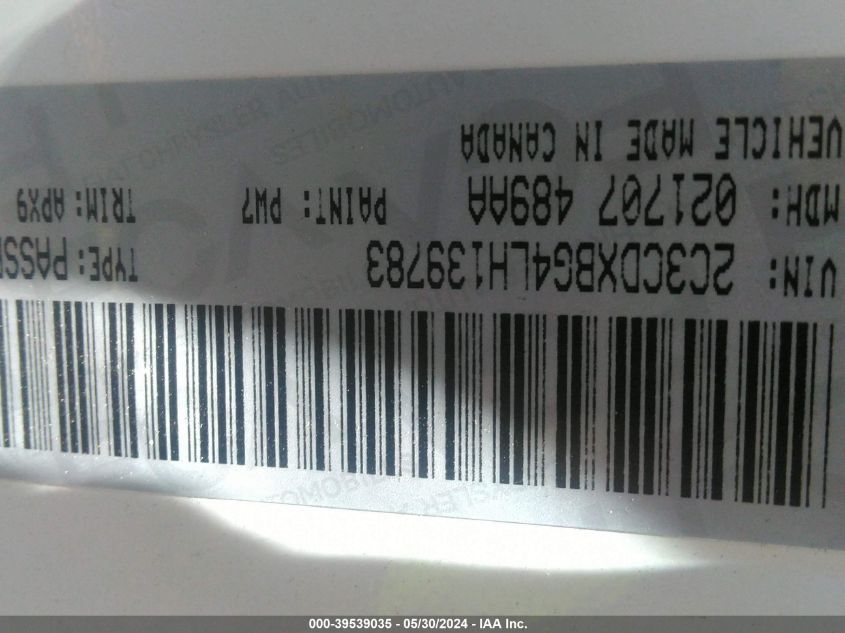 VEHICLE MADE IN CANADA
MDH: 021707 489AA PAINT: PW7 TRIM: APX9
VIN: 2C3CDXBG4LH139783 TYPE: PASSE
000-39539035 - 05/30/2024 - IAA Inc.